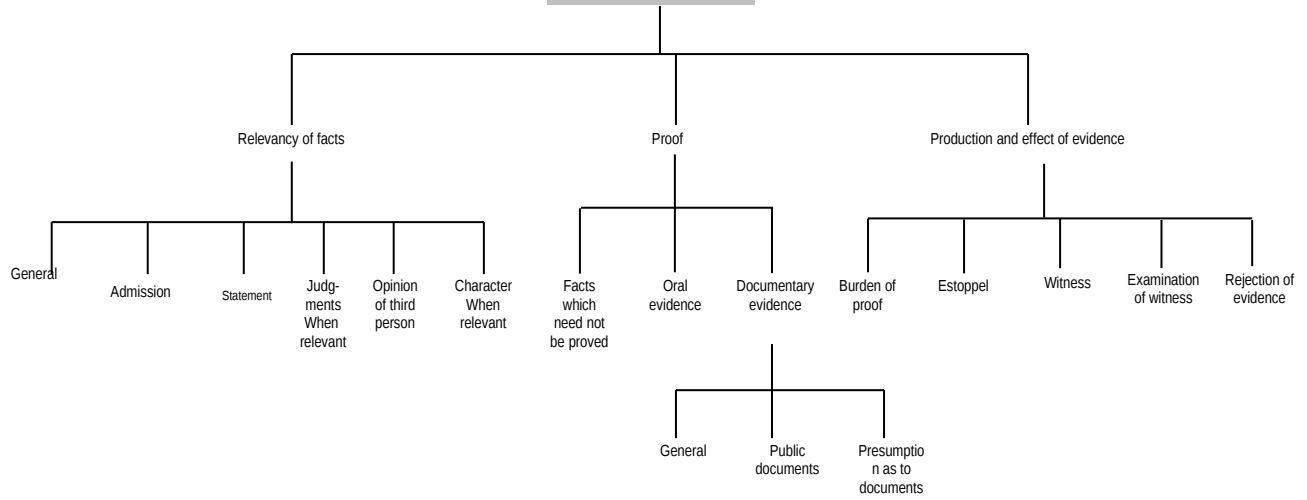 Relevancy of facts
Proof
Production and effect of evidence
General
Admission
Statement
Judg-
ments
When
relevant
Opinion
of third
person
Character
When
relevant
Facts
which
need not
be proved
Oral
evidence
Documentary
evidence
Burden of
proof
Estoppel
Witness
Examination
of witness
Rejection of
evidence
General
Public
documents
Presumptio
n as to
documents